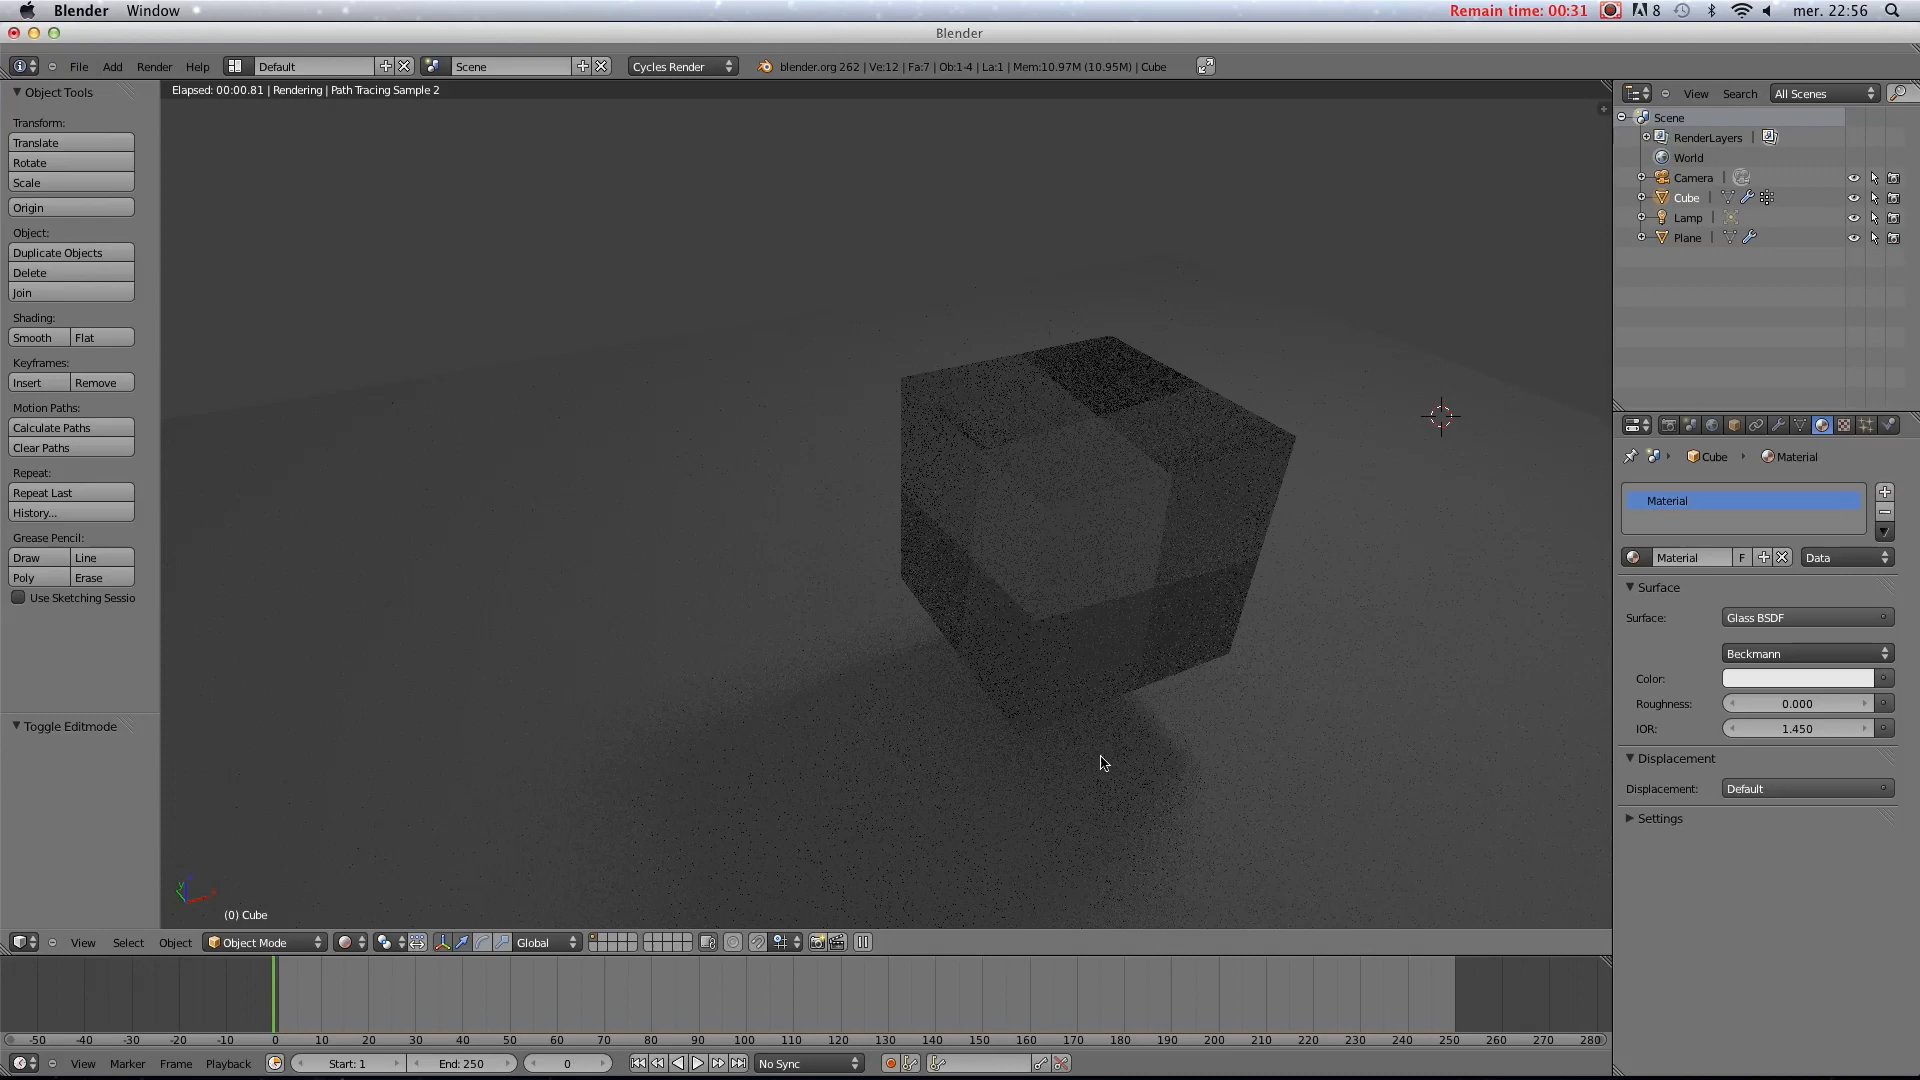 Blender Window Remain time: 00:31 8 mer. 22:56
Blender
File Add Render Help Default Scene Cycles Render blender.org 262 | Ve:12 | Fa:7 | Ob:1-4 | La:1 | Mem:10.97M (10.95M) | Cube
Elapsed: 00:00.81 | Rendering | Path Tracing Sample 2
Object Tools
Transform:
Translate
Rotate
Scale
Origin
Object:
Duplicate Objects
Delete
Join
Shading:
Smooth Flat
Keyframes:
Insert Remove
Motion Paths:
Calculate Paths
Clear Paths
Repeat:
Repeat Last
History...
Grease Pencil:
Draw Line
Poly Erase
Use Sketching Sessio
Toggle Editmode
(0) Cube
View Search All Scenes
Scene
RenderLayers
World
Camera
Cube
Lamp
Plane
Cube Material
Material
Material F Data
Surface
Surface: Glass BSDF
Beckmann
Color:
Roughness: 0.000
IOR: 1.450
Displacement
Displacement: Default
Settings
View Select Object Object Mode Global
-50 -40 -30 -20 -10 0 10 20 30 40 50 60 70 80 90 100 110 120 130 140 150 160 170 180 190 200 210 220 230 240 250 260 270 280
View Marker Frame Playback Start: 1 End: 250 0 No Sync